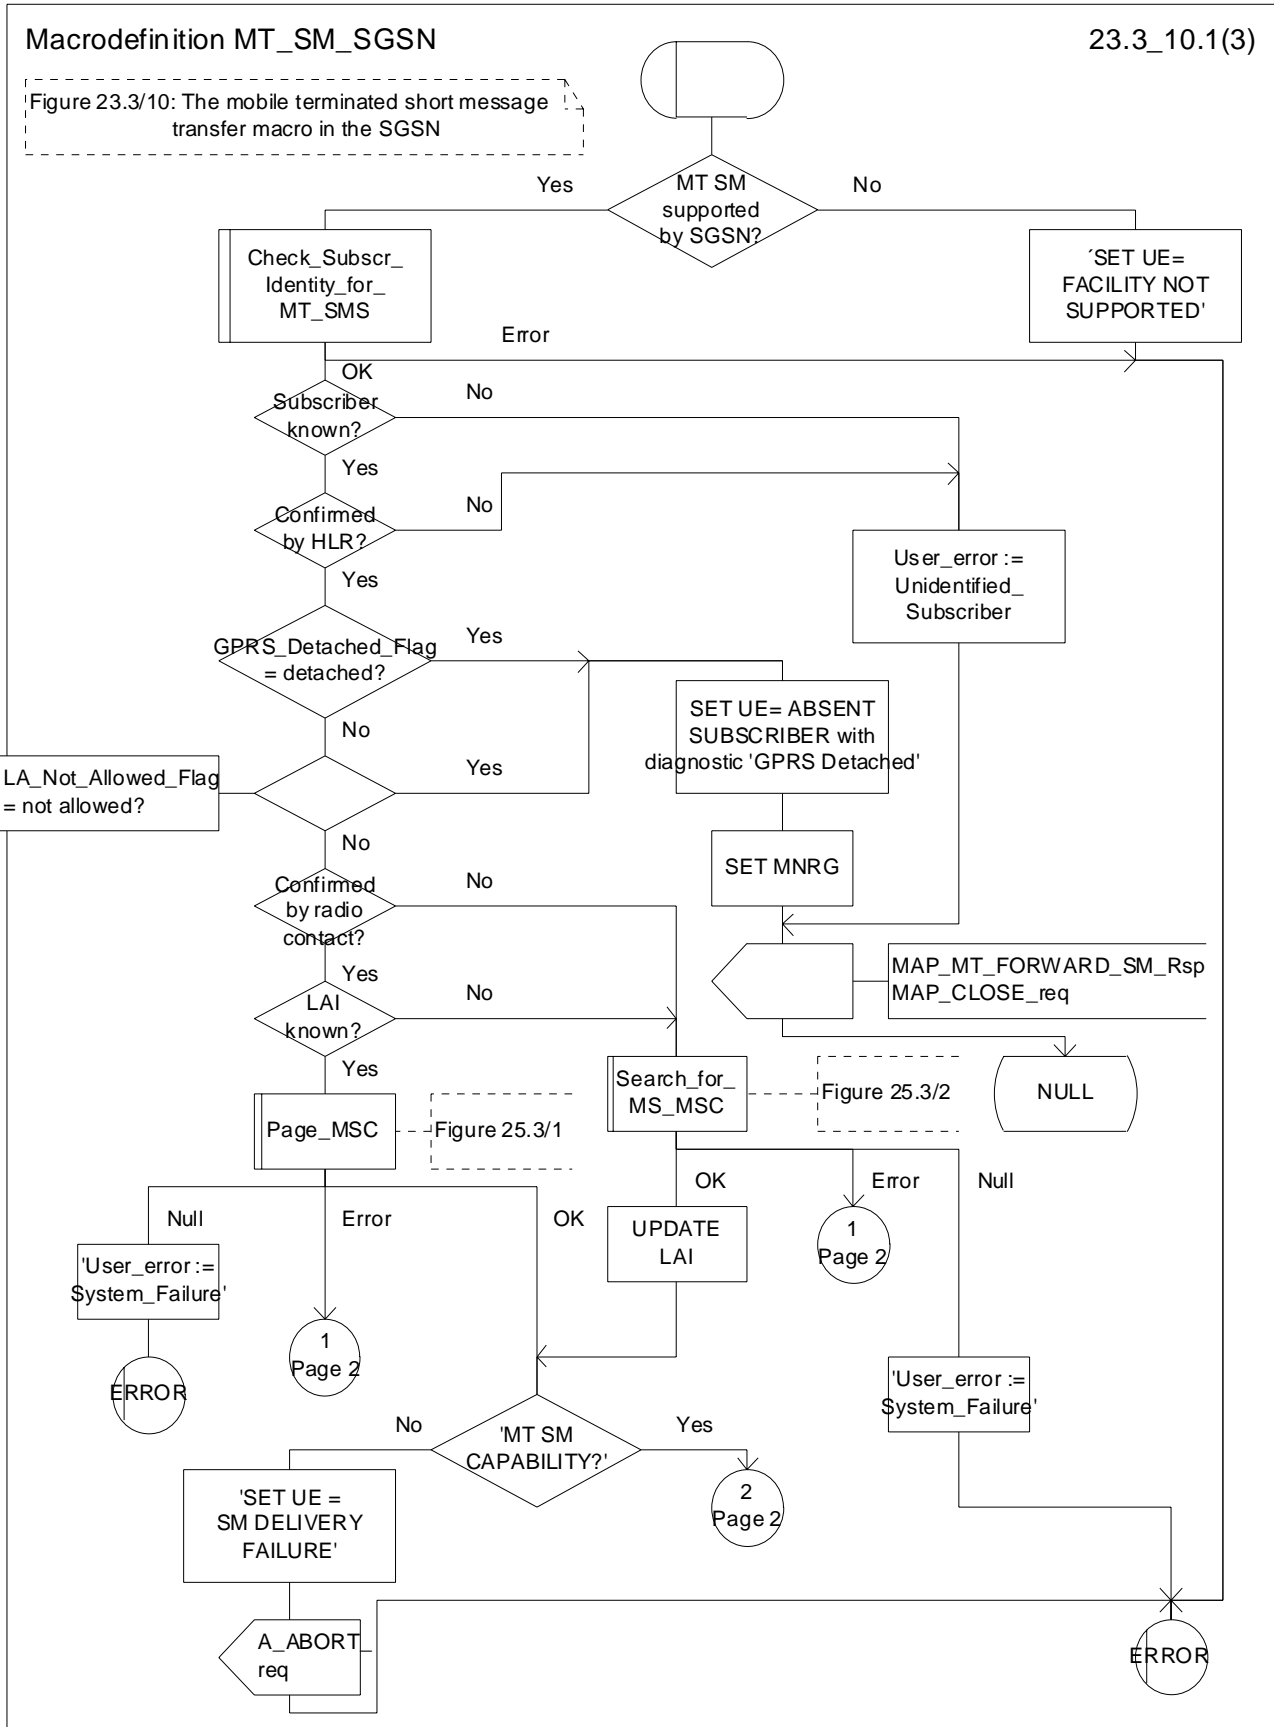 Macrodefinition MT_SM_SGSN
23.3_10.1(3)
Figure 23.3/10: The mobile terminated short message
transfer macro in the SGSN
Yes
MT SM
supported
by SGSN?
No
Check_Subscr_
Identity_for_
MT_SMS
´SET UE=
FACILITY NOT
SUPPORTED'
Error
OK
Subscriber
known?
No
Yes
Confirmed
by HLR?
No
User_error :=
Unidentified_
Subscriber
Yes
GPRS_Detached_Flag
= detached?
Yes
SET UE= ABSENT
SUBSCRIBER with
diagnostic 'GPRS Detached'
No
LA_Not_Allowed_Flag
= not allowed?
Yes
No
SET MNRG
Confirmed
by radio
contact?
No
MAP_MT_FORWARD_SM_Rsp
MAP_CLOSE_req
Yes
LAI
known?
No
Yes
Search_for_
MS_MSC
Figure 25.3/2
NULL
Page_MSC
Figure 25.3/1
OK
Error
Null
Null
Error
OK
UPDATE
LAI
1
Page 2
'User_error :=
System_Failure'
1
Page 2
ERROR
'User_error :=
System_Failure'
No
'MT SM
CAPABILITY?'
Yes
'SET UE =
SM DELIVERY
FAILURE'
2
Page 2
A_ABORT_
req
ERROR